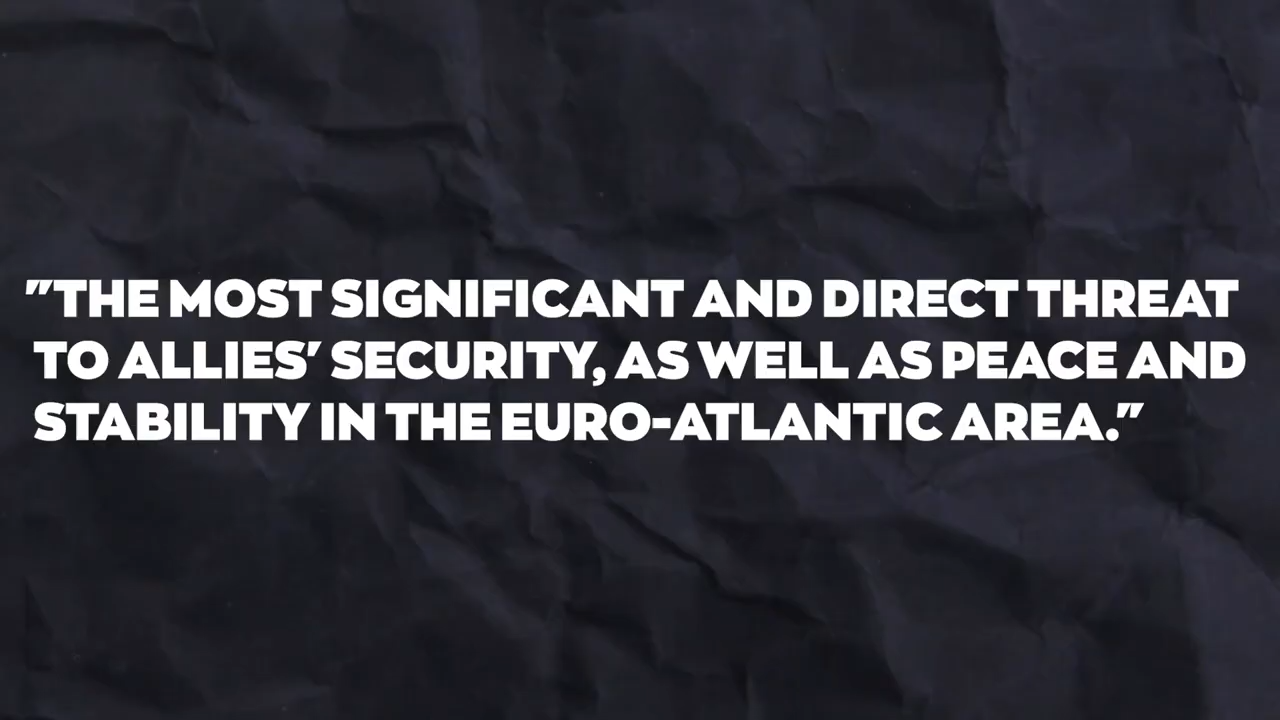 "THE MOST SIGNIFICANT AND DIRECT THREAT
TO ALLIES' SECURITY, AS WELL AS PEACE AND
STABILITY IN THE EURO-ATLANTIC AREA."